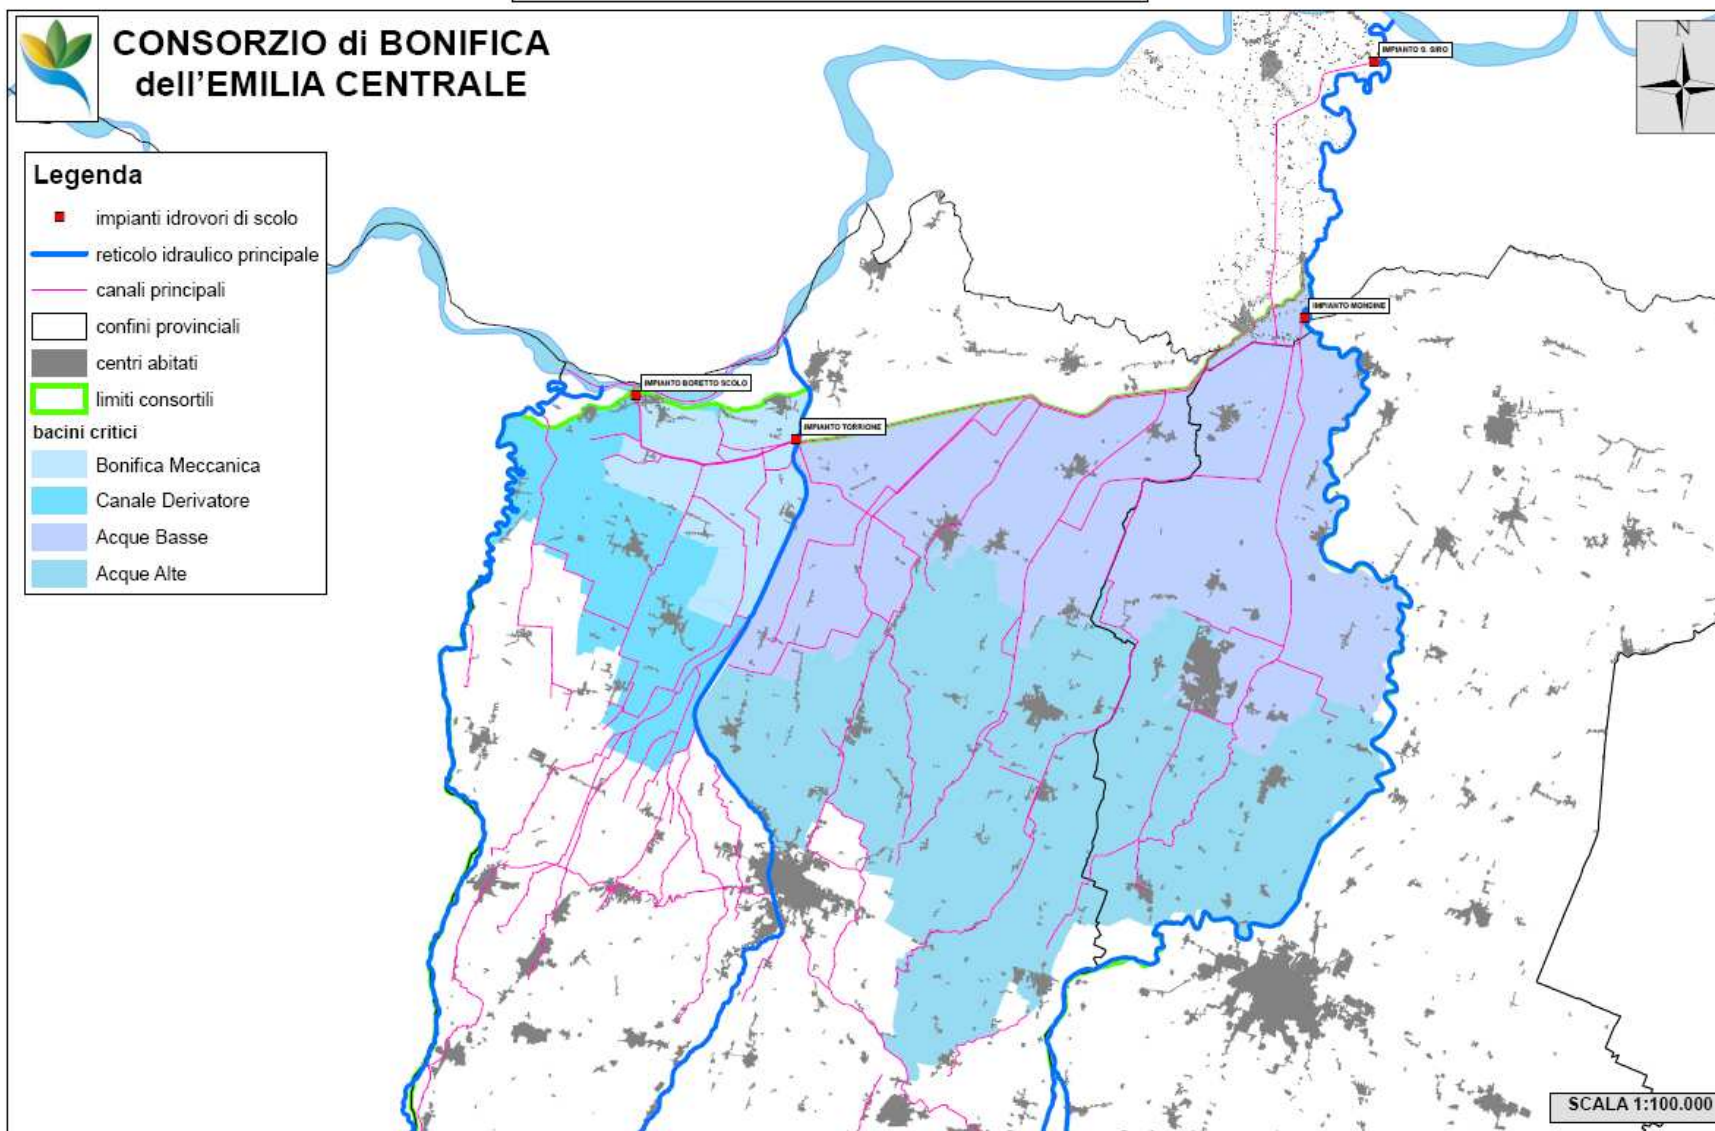 CONSORZIO di BONIFICA
dell'EMILIA CENTRALE
N
IMPIANTO S. SIRO
Legenda
impianti idrovori di scolo
reticolo idraulico principale
canali principali
confini provinciali
centri abitati
limiti consortili
bacini critici
Bonifica Meccanica
Canale Derivatore
Acque Basse
Acque Alte
IMPIANTO MONDINE
IMPIANTO BORETTO SCOLO
IMPIANTO TORRIONE
SCALA 1:100.000